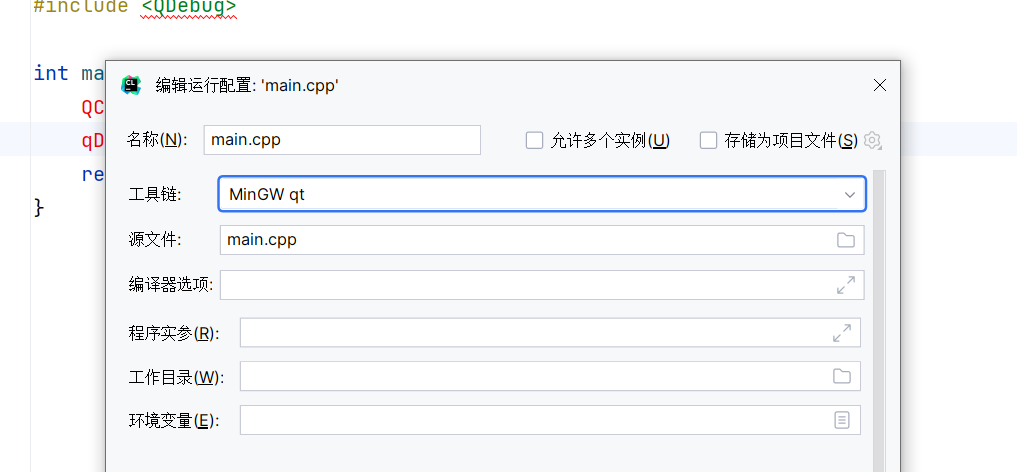 #include <QDebug>
int ma
QC
qD
re
}
CL
编辑运行配置: 'main.cpp'
名称(N): main.cpp 允许多个实例(U) 存储为项目文件(S)
工具链: MinGW qt
源文件: main.cpp
编译器选项:
程序实参(R):
工作目录(W):
环境变量(E):